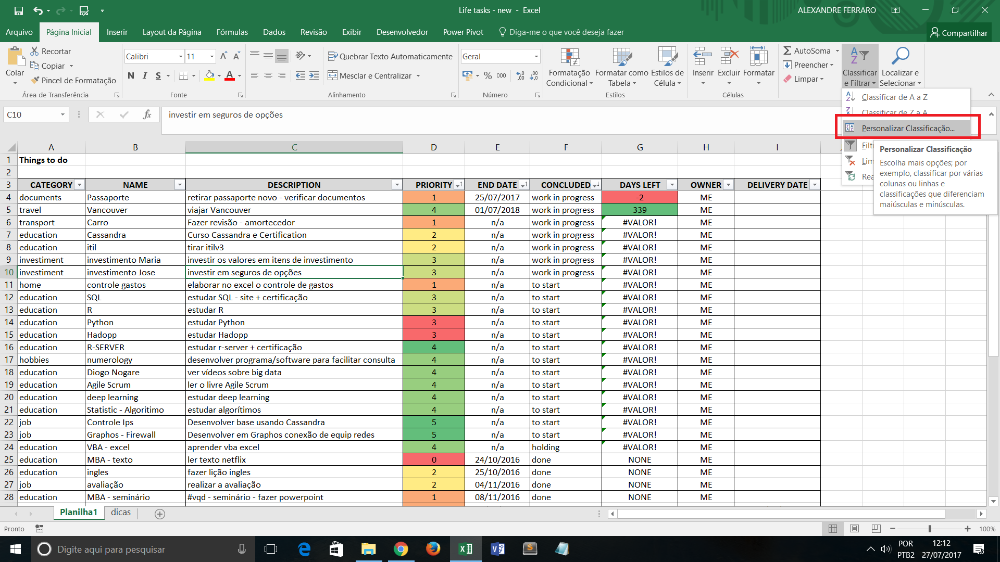 Life tasks - new - Excel
ALEXANDRE FERRARO
Arquivo Página Inicial Inserir Layout da Página Fórmulas Dados Revisão Exibir Desenvolvedor Power Pivot Diga-me o que você deseja fazer Compartilhar
Colar
Recortar
Copiar
Pincel de Formatação
Área de Transferência
Calibri 11
N I S
Fonte
Quebrar Texto Automaticamente
Mesclar e Centralizar
Alinhamento
Geral
% 000
Número
Formatação Condicional
Formatar como Tabela
Estilos de Célula
Estilos
Inserir Excluir Formatar
Células
AutoSoma
Preencher
Limpar
Classificar e Filtrar
Localizar e Selecionar
Classificar de A a Z
Classificar de Z a A
Personalizar Classificação...
Filt
Lim
Rea
Personalizar Classificação
Escolha mais opções; por
exemplo, classificar por várias
colunas ou linhas e
classificações que diferenciam
maiúsculas e minúsculas.
C10 fx investir em seguros de opções
A B C D E F G H I
1 Things to do
2
3 CATEGORY NAME DESCRIPTION PRIORITY END DATE CONCLUDED DAYS LEFT OWNER DELIVERY DATE
4 documents Passaporte retirar passaporte novo - verificar documentos 1 25/07/2017 work in progress -2 ME
5 travel Vancouver viajar Vancouver 4 01/07/2018 work in progress 339 ME
6 transport Carro Fazer revisão - amortecedor 1 n/a work in progress #VALOR! ME
7 education Cassandra Curso Cassandra e Certification 2 n/a work in progress #VALOR! ME
8 education itil tirar itilv3 2 n/a work in progress #VALOR! ME
9 investiment investimento Maria investir os valores em itens de investimento 3 n/a work in progress #VALOR! ME
10 investiment investimento Jose investir em seguros de opções 3 n/a work in progress #VALOR! ME
11 home controle gastos elaborar no excel o controle de gastos 1 n/a to start #VALOR! ME
12 education SQL estudar SQL - site + certificação 3 n/a to start #VALOR! ME
13 education R estudar R 3 n/a to start #VALOR! ME
14 education Python estudar Python 3 n/a to start #VALOR! ME
15 education Hadopp estudar Hadopp 3 n/a to start #VALOR! ME
16 education R-SERVER estudar r-server + certificação 4 n/a to start #VALOR! ME
17 hobbies numerology desenvolver programa/software para facilitar consulta 4 n/a to start #VALOR! ME
18 education Diogo Nogare ver vídeos sobre big data 4 n/a to start #VALOR! ME
19 education Agile Scrum ler o livre Agile Scrum 4 n/a to start #VALOR! ME
20 education deep learning estudar deep learning 4 n/a to start #VALOR! ME
21 education Statistic - Algoritimo estudar algorítimos 4 n/a to start #VALOR! ME
22 job Controle Ips Desenvolver base usando Cassandra 5 n/a to start #VALOR! ME
23 job Graphos - Firewall Desenvolver em Graphos conexão de equip redes 5 n/a to start #VALOR! ME
24 education VBA - excel aprender vba excel 4 n/a holding #VALOR! ME
25 education MBA - texto ler texto netflix 0 24/10/2016 done NONE ME
26 education ingles fazer lição ingles 2 25/10/2016 done NONE ME
27 job avaliação realizar a avaliação 2 04/11/2016 done NONE ME
28 education MBA - seminário #vqd - seminário - fazer powerpoint 1 08/11/2016 done NONE ME
Planilha1 dicas
Pronto
100%
Digite aqui para pesquisar
POR
PTB2
12:12
27/07/2017